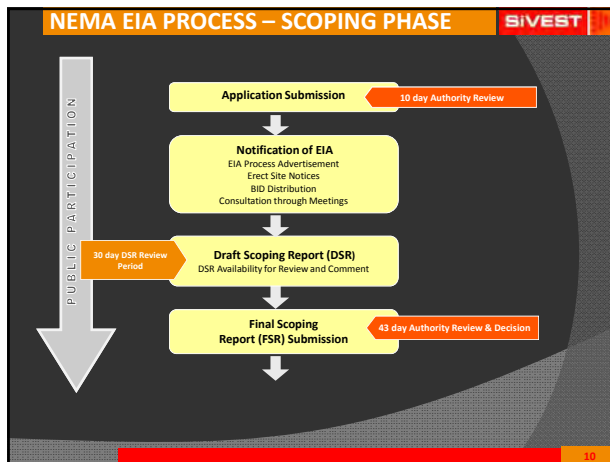 NEMA EIA PROCESS – SCOPING PHASE
SiVEST
PUBLIC PARTICIPATION
Application Submission
10 day Authority Review
Notification of EIA
EIA Process Advertisement
Erect Site Notices
BID Distribution
Consultation through Meetings
30 day DSR Review
Period
Draft Scoping Report (DSR)
DSR Availability for Review and Comment
Final Scoping
Report (FSR) Submission
43 day Authority Review & Decision
10